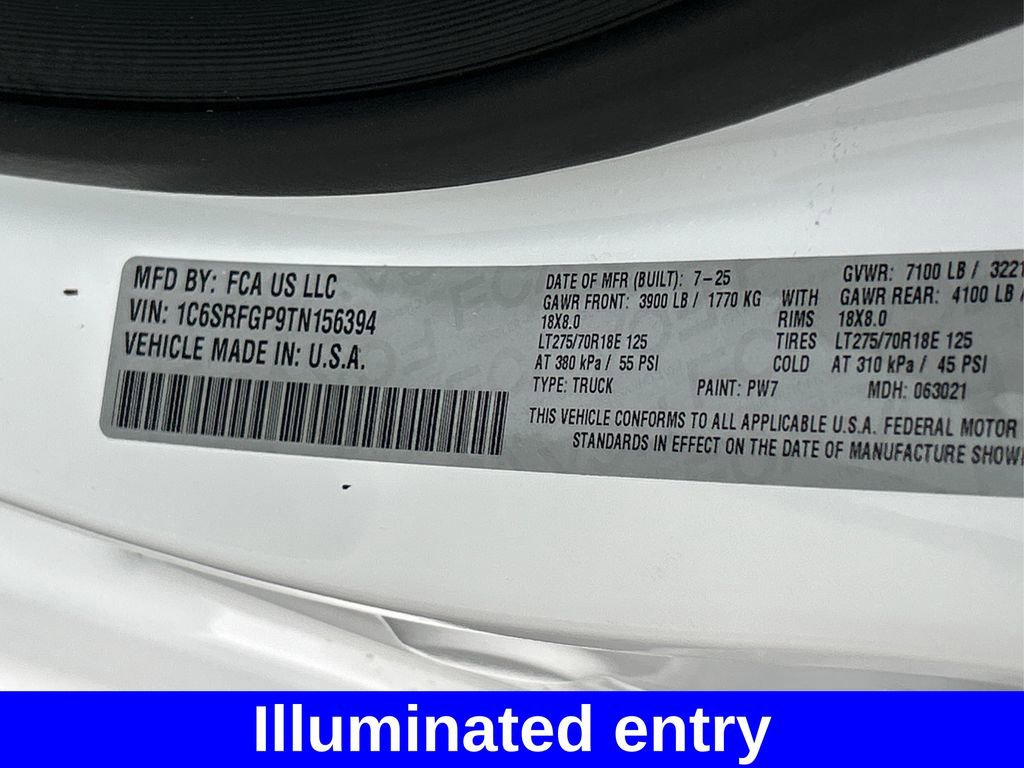 MFD BY: FCA US LLC
VIN: 1C6SRFGP9TN156394
VEHICLE MADE IN: U.S.A.
DATE OF MFR (BUILT): 7-25 GVWR: 7100 LB / 3221
GAWR FRONT: 3900 LB / 1770 KG WITH GAWR REAR: 4100 LB /
18X8.0 RIMS 18X8.0
LT275/70R18E 125 TIRES LT275/70R18E 125
AT 380 kPa / 55 PSI COLD AT 310 kPa / 45 PSI
TYPE: TRUCK PAINT: PW7 MDH: 063021
THIS VEHICLE CONFORMS TO ALL APPLICABLE U.S.A. FEDERAL MOTOR
STANDARDS IN EFFECT ON THE DATE OF MANUFACTURE
Illuminated entry